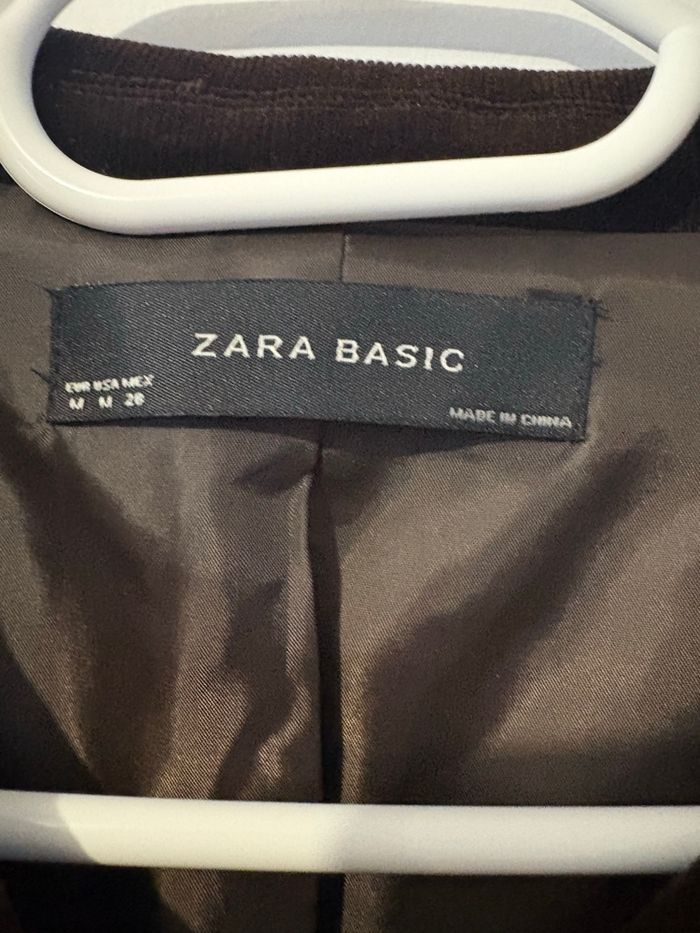 ZARA BASIC
EUR USA MEX
M M 28
MADE IN CHINA